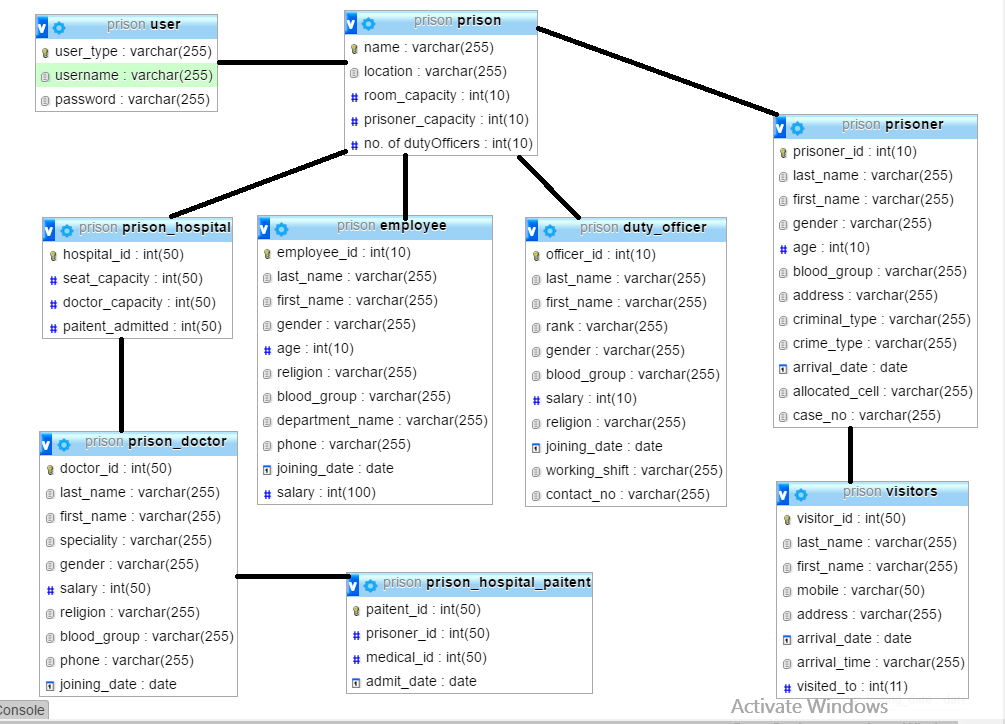 prison user
user_type : varchar(255)
username : varchar(255)
password : varchar(255)
prison prison
name : varchar(255)
location : varchar(255)
room_capacity : int(10)
prisoner_capacity : int(10)
no. of dutyOfficers : int(10)
prison prisoner
prisoner_id : int(10)
last_name : varchar(255)
first_name : varchar(255)
gender : varchar(255)
age : int(10)
blood_group : varchar(255)
address : varchar(255)
criminal_type : varchar(255)
crime_type : varchar(255)
arrival_date : date
allocated_cell : varchar(255)
case_no : varchar(255)
prison prison_hospital
hospital_id : int(50)
seat_capacity : int(50)
doctor_capacity : int(50)
paitent_admitted : int(50)
prison employee
employee_id : int(10)
last_name : varchar(255)
first_name : varchar(255)
gender : varchar(255)
age : int(10)
religion : varchar(255)
blood_group : varchar(255)
department_name : varchar(255)
phone : varchar(255)
joining_date : date
salary : int(100)
prison duty_officer
officer_id : int(10)
last_name : varchar(255)
first_name : varchar(255)
rank : varchar(255)
gender : varchar(255)
blood_group : varchar(255)
salary : int(10)
religion : varchar(255)
joining_date : date
working_shift : varchar(255)
contact_no : varchar(255)
prison prison_doctor
doctor_id : int(50)
last_name : varchar(255)
first_name : varchar(255)
speciality : varchar(255)
gender : varchar(255)
salary : int(50)
religion : varchar(255)
blood_group : varchar(255)
phone : varchar(255)
joining_date : date
prison prison_hospital_paitent
paitent_id : int(50)
prisoner_id : int(50)
medical_id : int(50)
admit_date : date
prison visitors
visitor_id : int(50)
last_name : varchar(255)
first_name : varchar(255)
mobile : varchar(50)
address : varchar(255)
arrival_date : date
arrival_time : varchar(255)
visited_to : int(11)
Console
Activate Windows